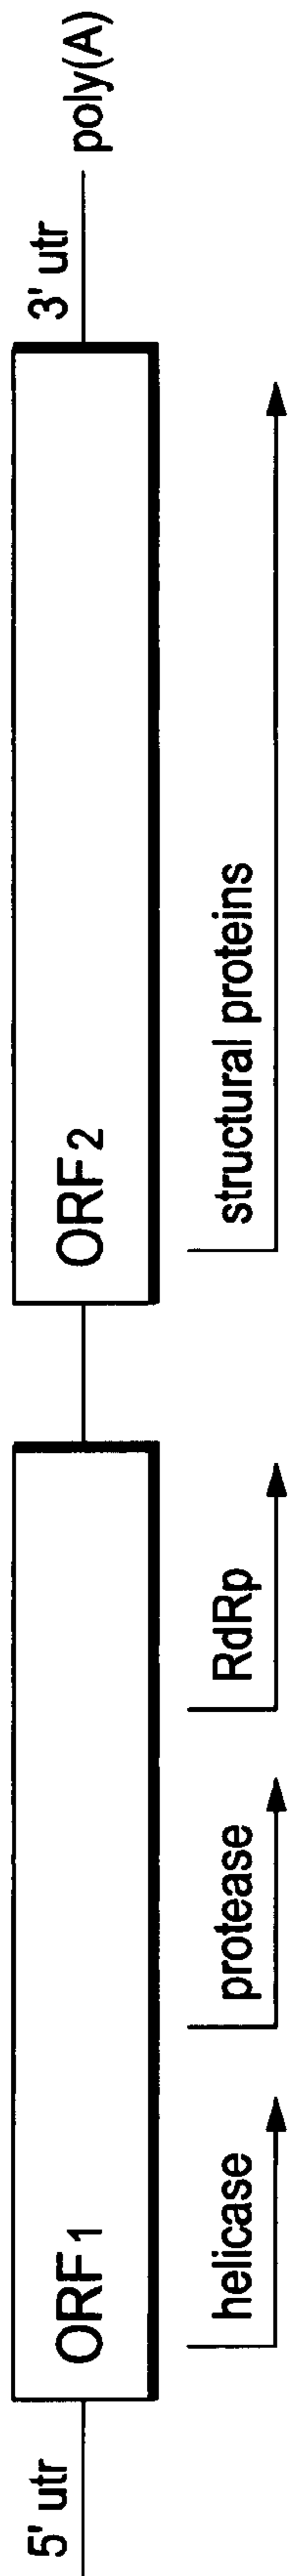 5' utr
ORF1
ORF2
3' utr
poly(A)
helicase
protease
RdRp
structural proteins